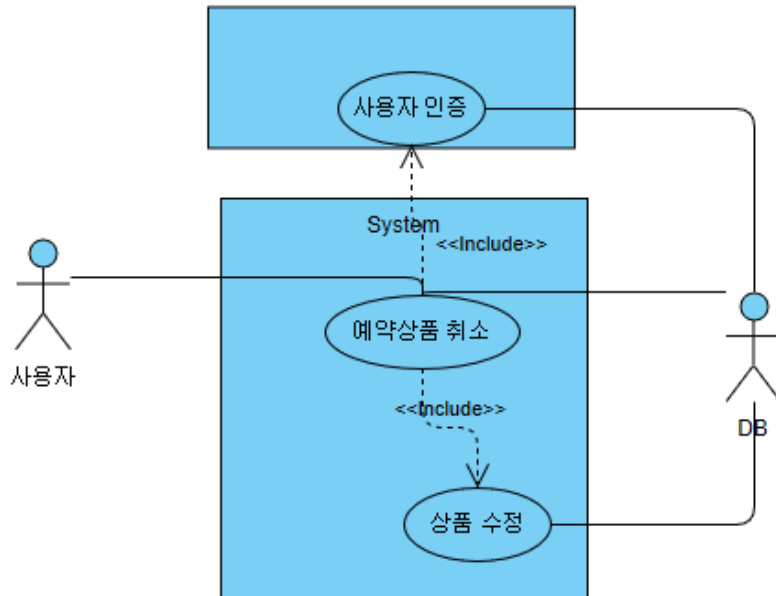 사용자 인증
System
<<Include>>
예약상품 취소
사용자
<<Include>>
DB
상품 수정